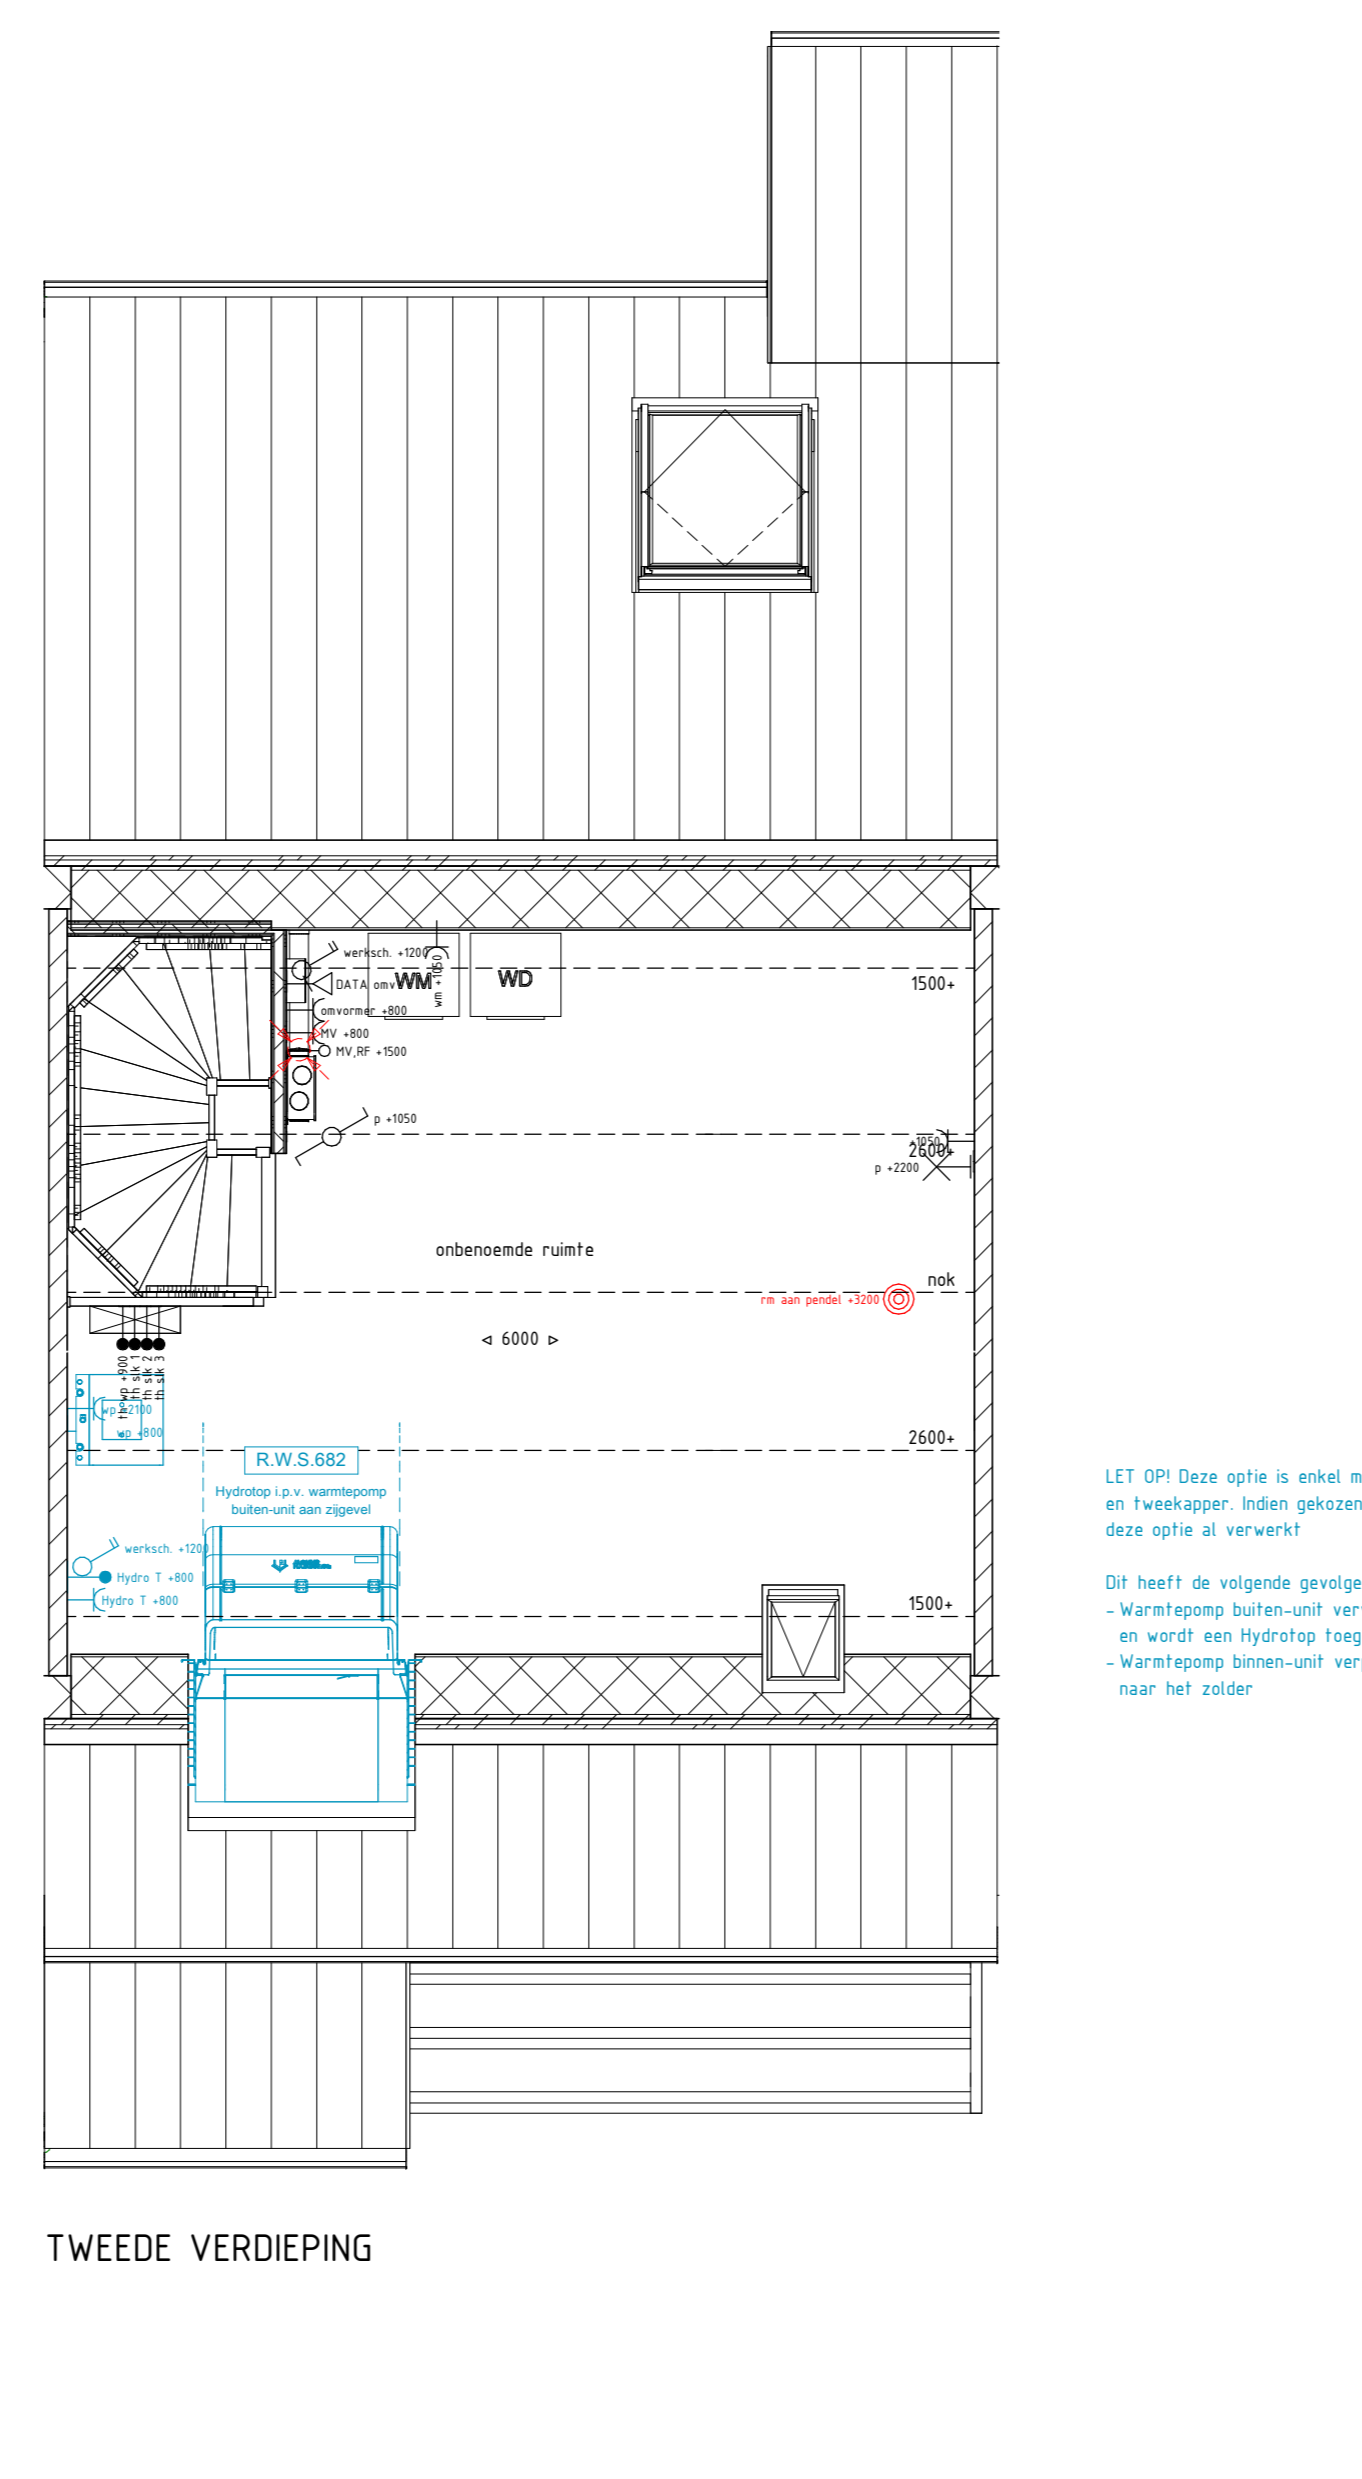 werksch. +1200
DATA omv
WM
wm +1050
WD
1500+
omvormer +800
MV +800
MV,RF +1500
p +1050
+1050
2600+
p +2200
onbenoemde ruimte
nok
rm aan pendel +3200
6000
th wp +900
th slk 1
th slk 2
th slk 3
wp +2100
wp +800
2600+
R.W.S.682
Hydrotop i.p.v. warmtepomp
buiten-unit aan zijgevel
werksch. +1200
Hydro T +800
Hydro T +800
1500+
LET OP! Deze optie is enkel m
en tweekapper. Indien gekozen
deze optie al verwerkt
Dit heeft de volgende gevolge
- Warmtepomp buiten-unit ver
en wordt een Hydrotop toeg
- Warmtepomp binnen-unit ver
naar het zolder
TWEEDE VERDIEPING